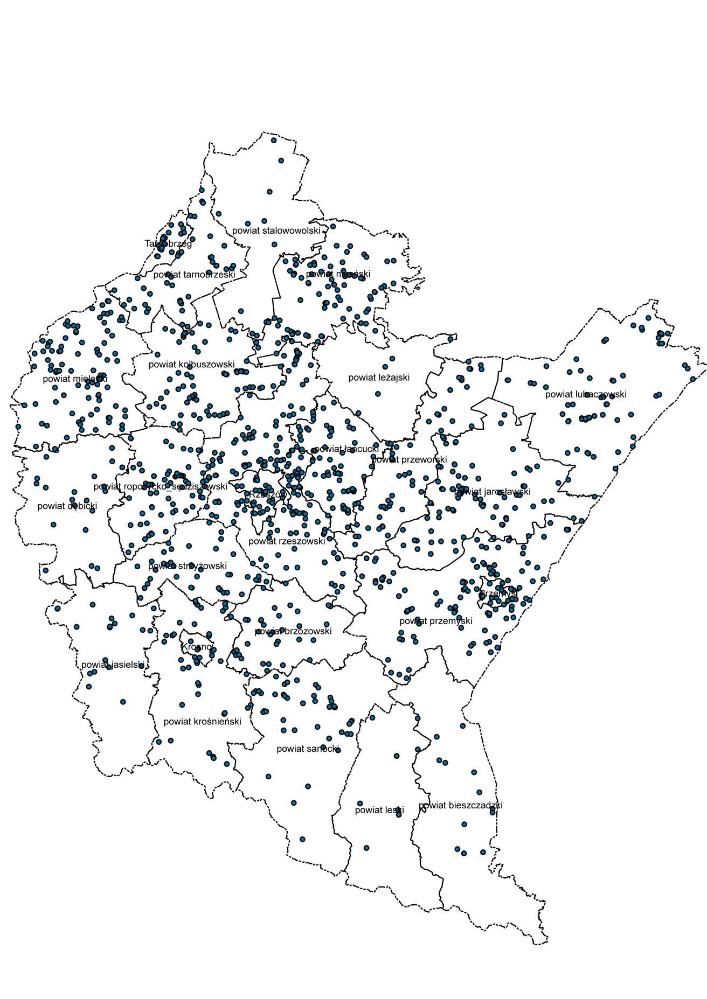 powiat stalowowolski
Tarnobrzeg
powiat tarnobrzeski
powiat niżański
powiat kolbuszowski
powiat mielecki
powiat leżajski
powiat lubaczowski
powiat łańcucki
powiat przeworski
powiat ropczycko_sędziszowski
powiat jarosławski
Rzeszów
powiat dębicki
powiat rzeszowski
powiat strzyżowski
Przemyśl
powiat przemyski
powiat brzozowski
Krosno
powiat jasielski
powiat krośnieński
powiat sanocki
powiat bieszczadzki
powiat leski